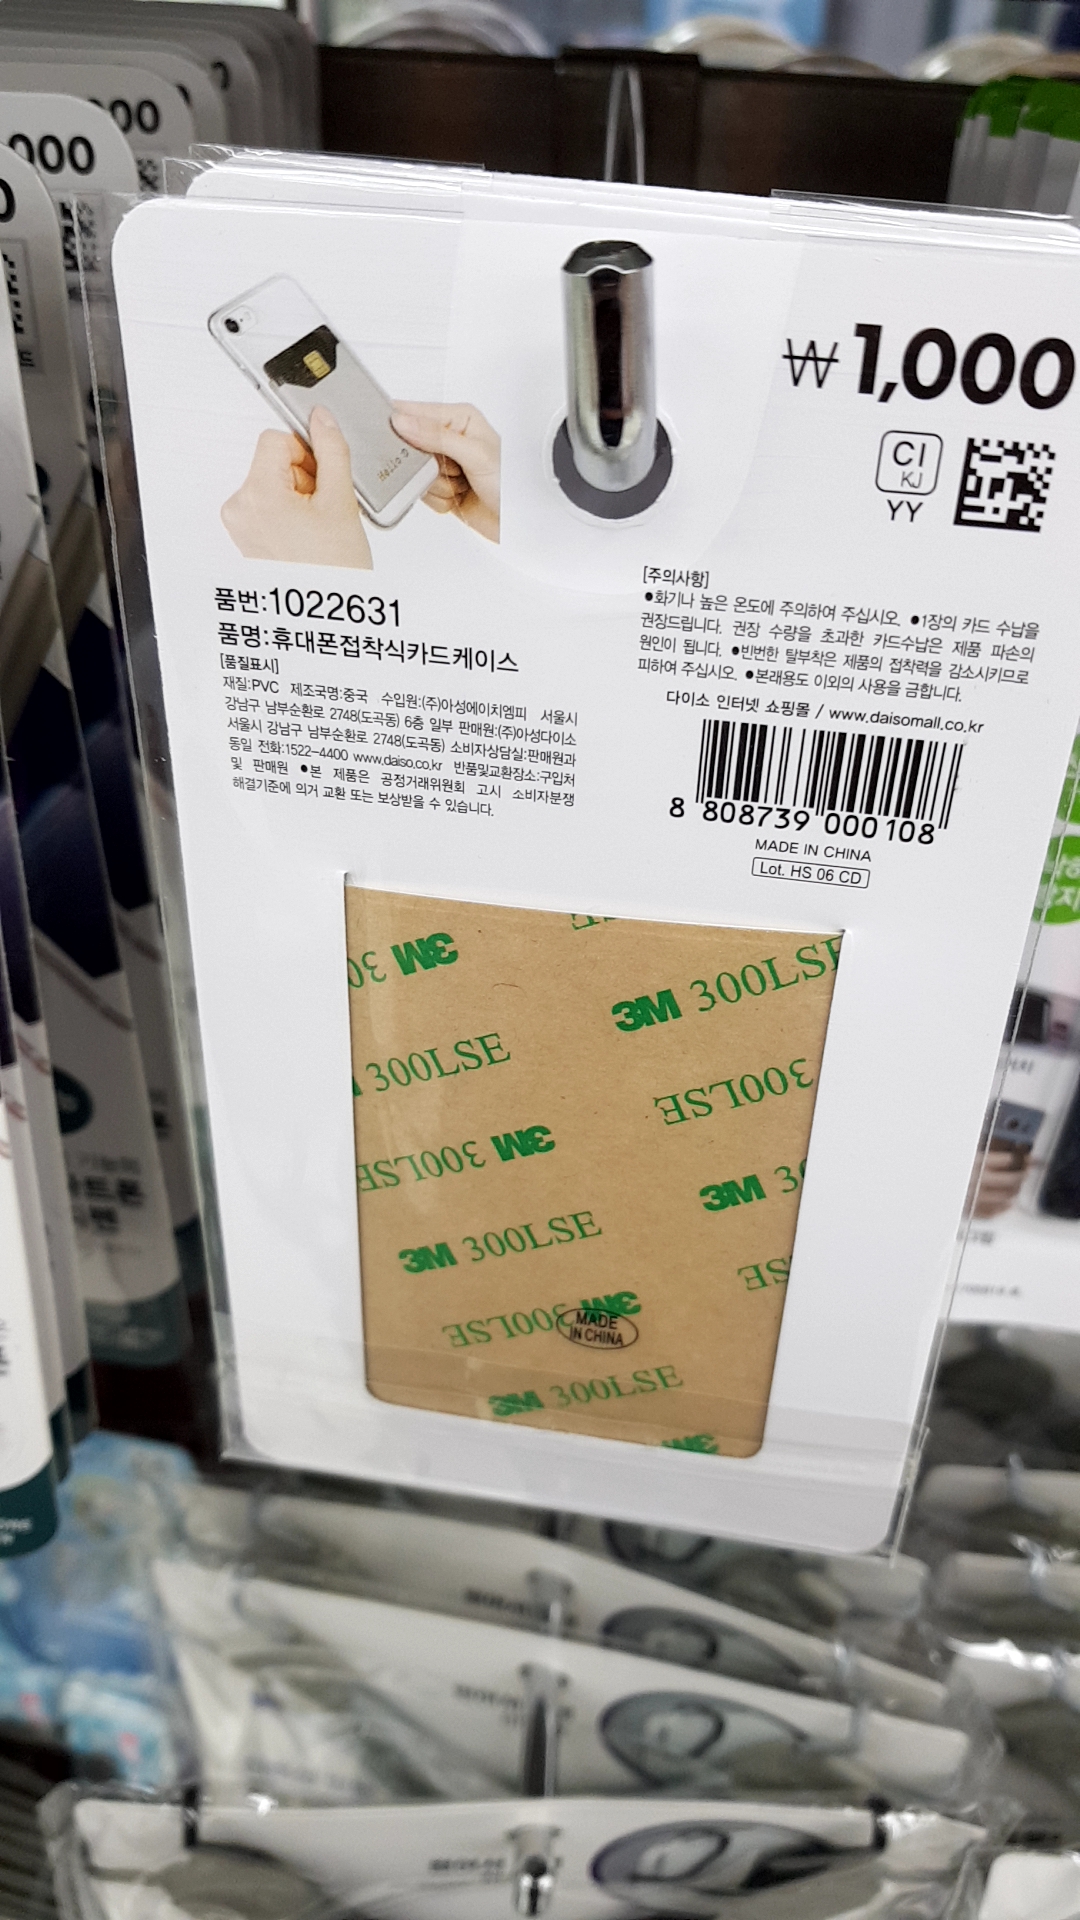 000
000
₩1,000
CI
KJ
YY
품번:1022631
품명:휴대폰접착식카드케이스
[품질표시]
재질:PVC 제조국명:중국 수입원:(주)아성에이치엠피 서울시
강남구 남부순환로 2748(도곡동) 6층 일부 판매원:(주)아성다이소
서울시 강남구 남부순환로 2748(도곡동) 소비자상담실:판매원과
동일 전화:1522-4400 www.daiso.co.kr 반품및교환장소:구입처
및 판매원 ●본 제품은 공정거래위원회 고시 소비자분쟁
해결기준에 의거 교환 또는 보상받을 수 있습니다.
[주의사항]
●화기나 높은 온도에 주의하여 주십시오. ●1장의 카드 수납을
권장드립니다. 권장 수량을 초과한 카드수납은 제품 파손의
원인이 됩니다. ●빈번한 탈부착은 제품의 접착력을 감소시키므로
피하여 주십시오. ●본래용도 이외의 사용을 금합니다.
다이소 인터넷 쇼핑몰 / www.daisomall.co.kr
8 808739 000108
MADE IN CHINA
Lot. HS 06 CD
3M 30
3M 300LSE
300LSE
300LSE
3M 300LSE
3M 30
3M 300LSE
3M 300LSE
MADE
IN CHINA
3M 300LSE
3M